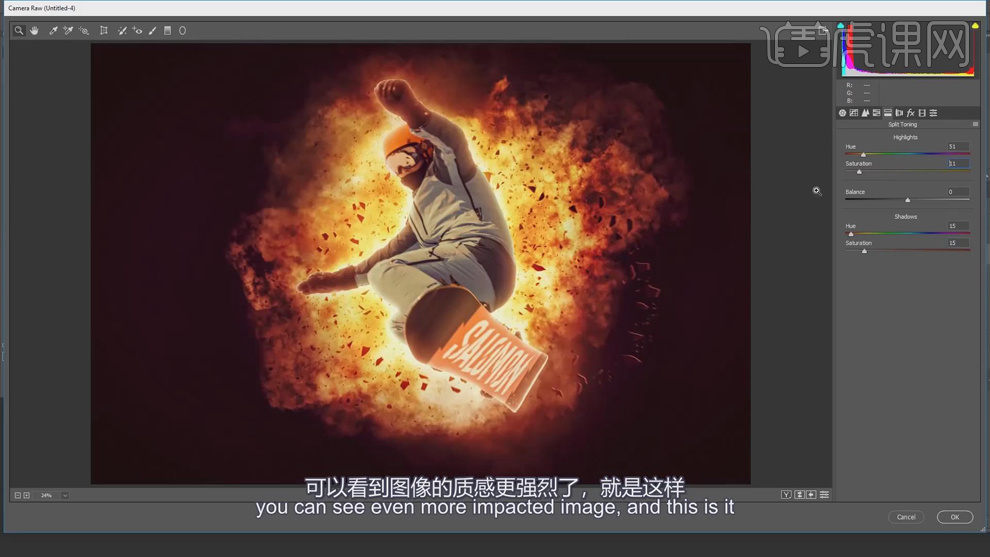 Camera Raw (Untitled-4)
虎课网
R: ---
G: ---
B: ---
Split Toning
Highlights
Hue 51
Saturation 11
Balance 0
Shadows
Hue 15
Saturation 15
SALOMON
24%
Y
可以看到图像的质感更强烈了，就是这样
you can see even more impacted image, and this is it
Cancel OK